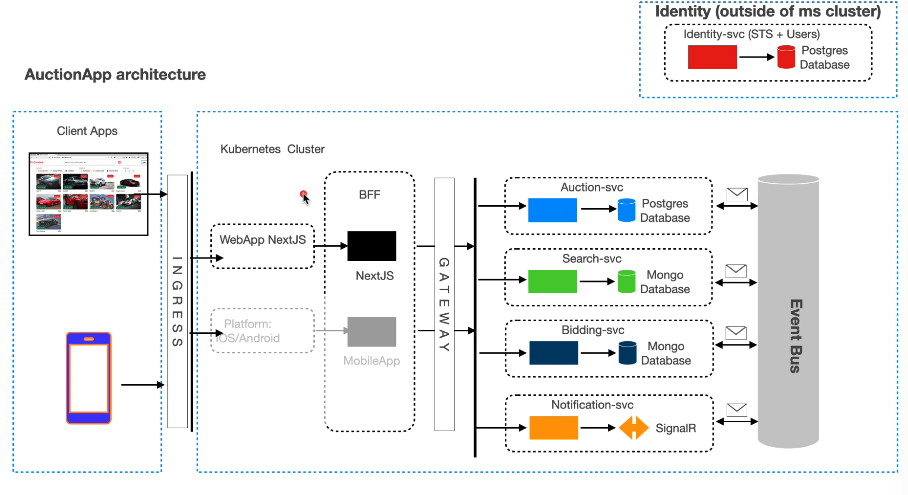 Identity (outside of ms cluster)
Identity-svc (STS + Users)
Postgres
Database
AuctionApp architecture
Client Apps
Kubernetes Cluster
BFF
INGRESS
WebApp NextJS
NextJS
Platform:
iOS/Android
MobileApp
GATEWAY
Auction-svc
Postgres
Database
Search-svc
Mongo
Database
Bidding-svc
Mongo
Database
Notification-svc
SignalR
Event Bus